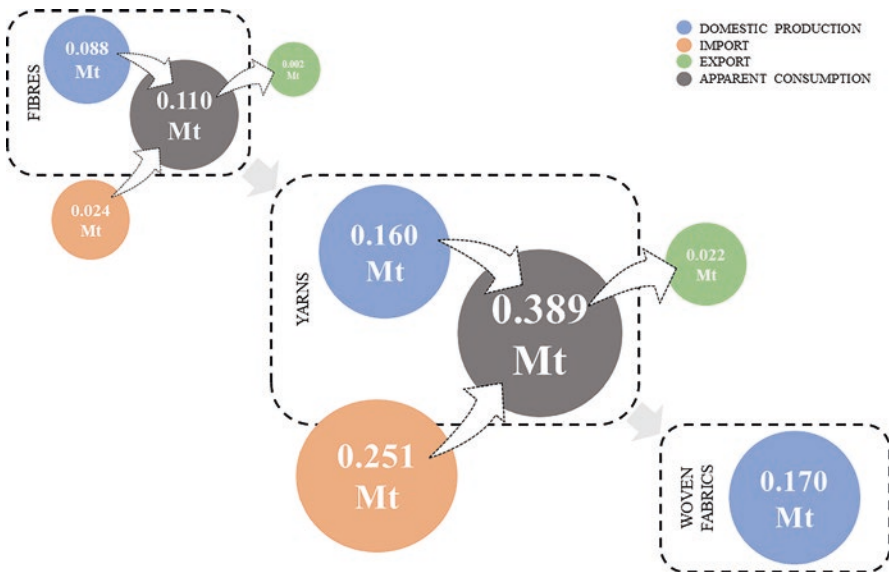 DOMESTIC PRODUCTION
IMPORT
EXPORT
APPARENT CONSUMPTION
FIBRES
0.088
Mt
0.110
Mt
0.002
Mt
0.024
Mt
YARNS
0.160
Mt
0.389
Mt
0.022
Mt
0.251
Mt
WOVEN
FABRICS
0.170
Mt